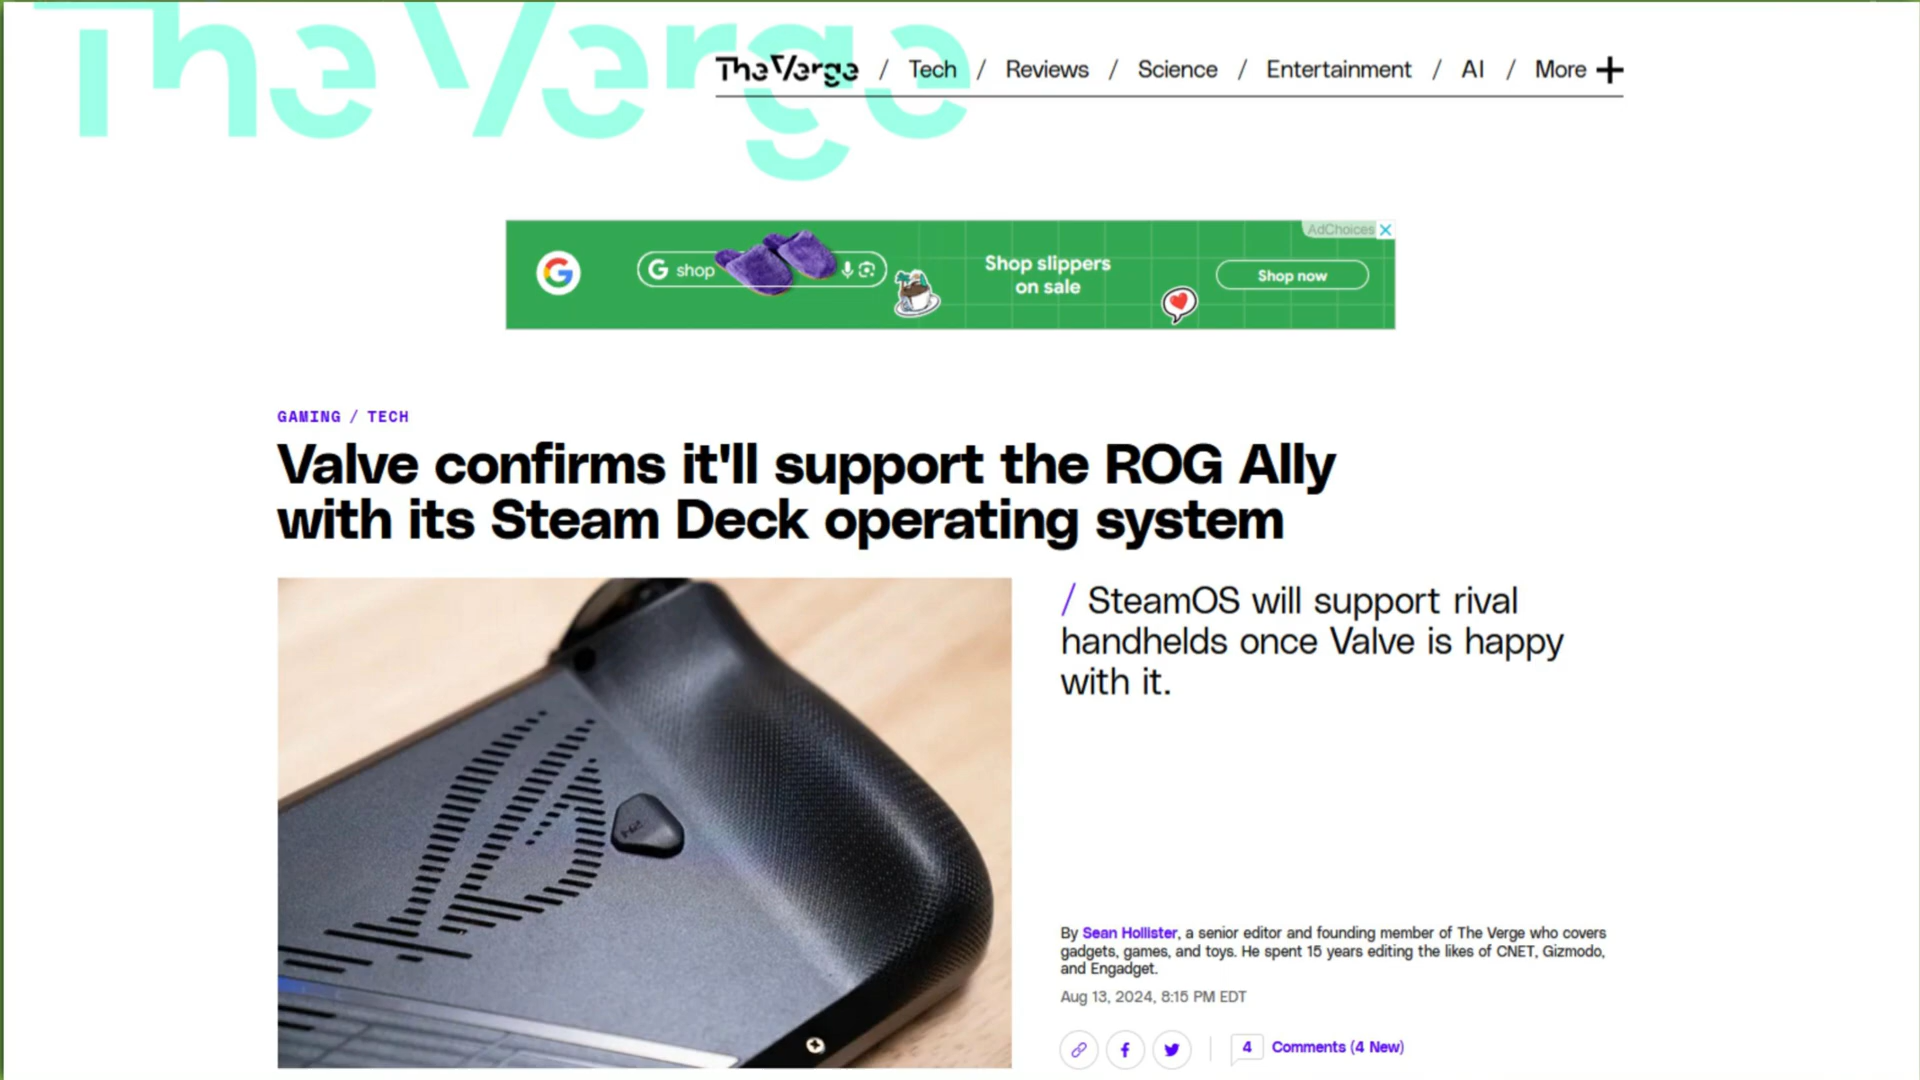 The Verge
The Verge / Tech / Reviews / Science / Entertainment / AI / More +
AdChoices
G shop
Shop slippers
on sale
Shop now
GAMING / TECH
Valve confirms it'll support the ROG Ally
with its Steam Deck operating system
/ SteamOS will support rival
handhelds once Valve is happy
with it.
M2
By Sean Hollister, a senior editor and founding member of The Verge who covers
gadgets, games, and toys. He spent 15 years editing the likes of CNET, Gizmodo,
and Engadget.
Aug 13, 2024, 8:15 PM EDT
4 Comments (4 New)